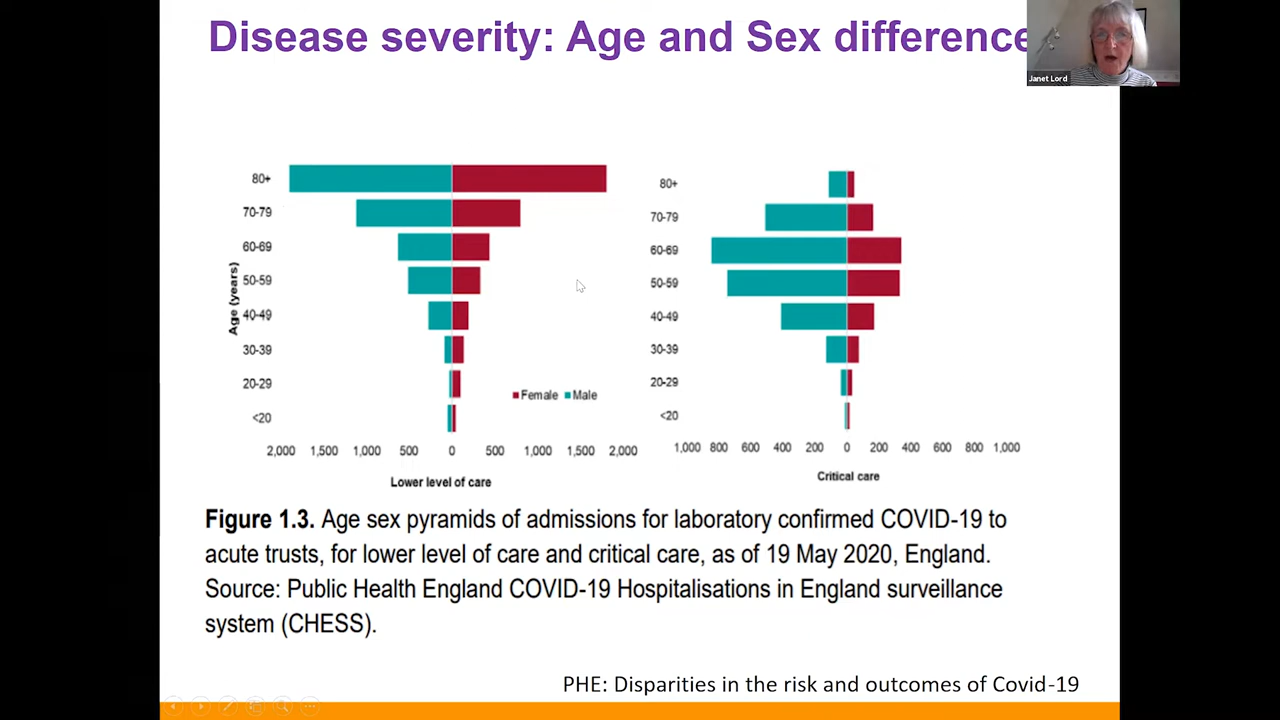 Disease severity: Age and Sex difference
Janet Lord
80+
70-79
60-69
50-59
40-49
30-39
20-29
<20
Age (years)
Female Male
2,000 1,500 1,000 500 0 500 1,000 1,500 2,000
Lower level of care
80+
70-79
60-69
50-59
40-49
30-39
20-29
<20
1,000 800 600 400 200 0 200 400 600 800 1,000
Critical care
Figure 1.3. Age sex pyramids of admissions for laboratory confirmed COVID-19 to
acute trusts, for lower level of care and critical care, as of 19 May 2020, England.
Source: Public Health England COVID-19 Hospitalisations in England surveillance
system (CHESS).
PHE: Disparities in the risk and outcomes of Covid-19